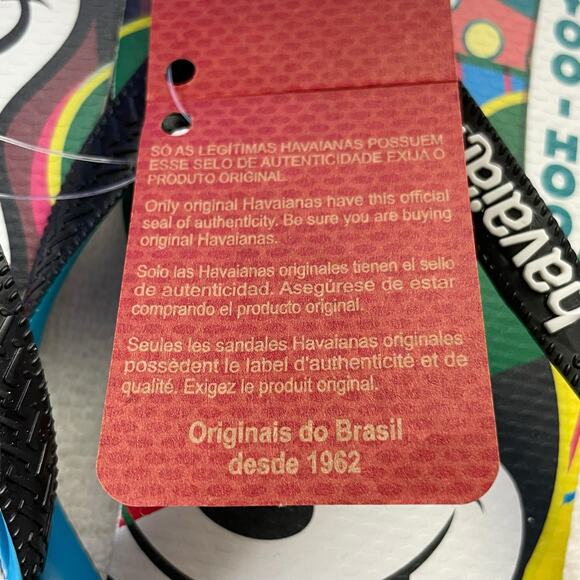 SÓ AS LEGÍTIMAS HAVAIANAS POSSUEM
ESSE SELO DE AUTENTICIDADE EXIJA O
PRODUTO ORIGINAL.
Only original Havaianas have this official
seal of authenticity. Be sure you are buying
original Havaianas.
Solo las Havaianas originales tienen el sello
de autenticidad. Asegúrese de estar
comprando el producto original.
Seules les sandales Havaianas originales
possèdent le label d'authenticité et de
qualité. Exigez le produit original.
Originais do Brasil
desde 1962
havaian
TOO-HOO